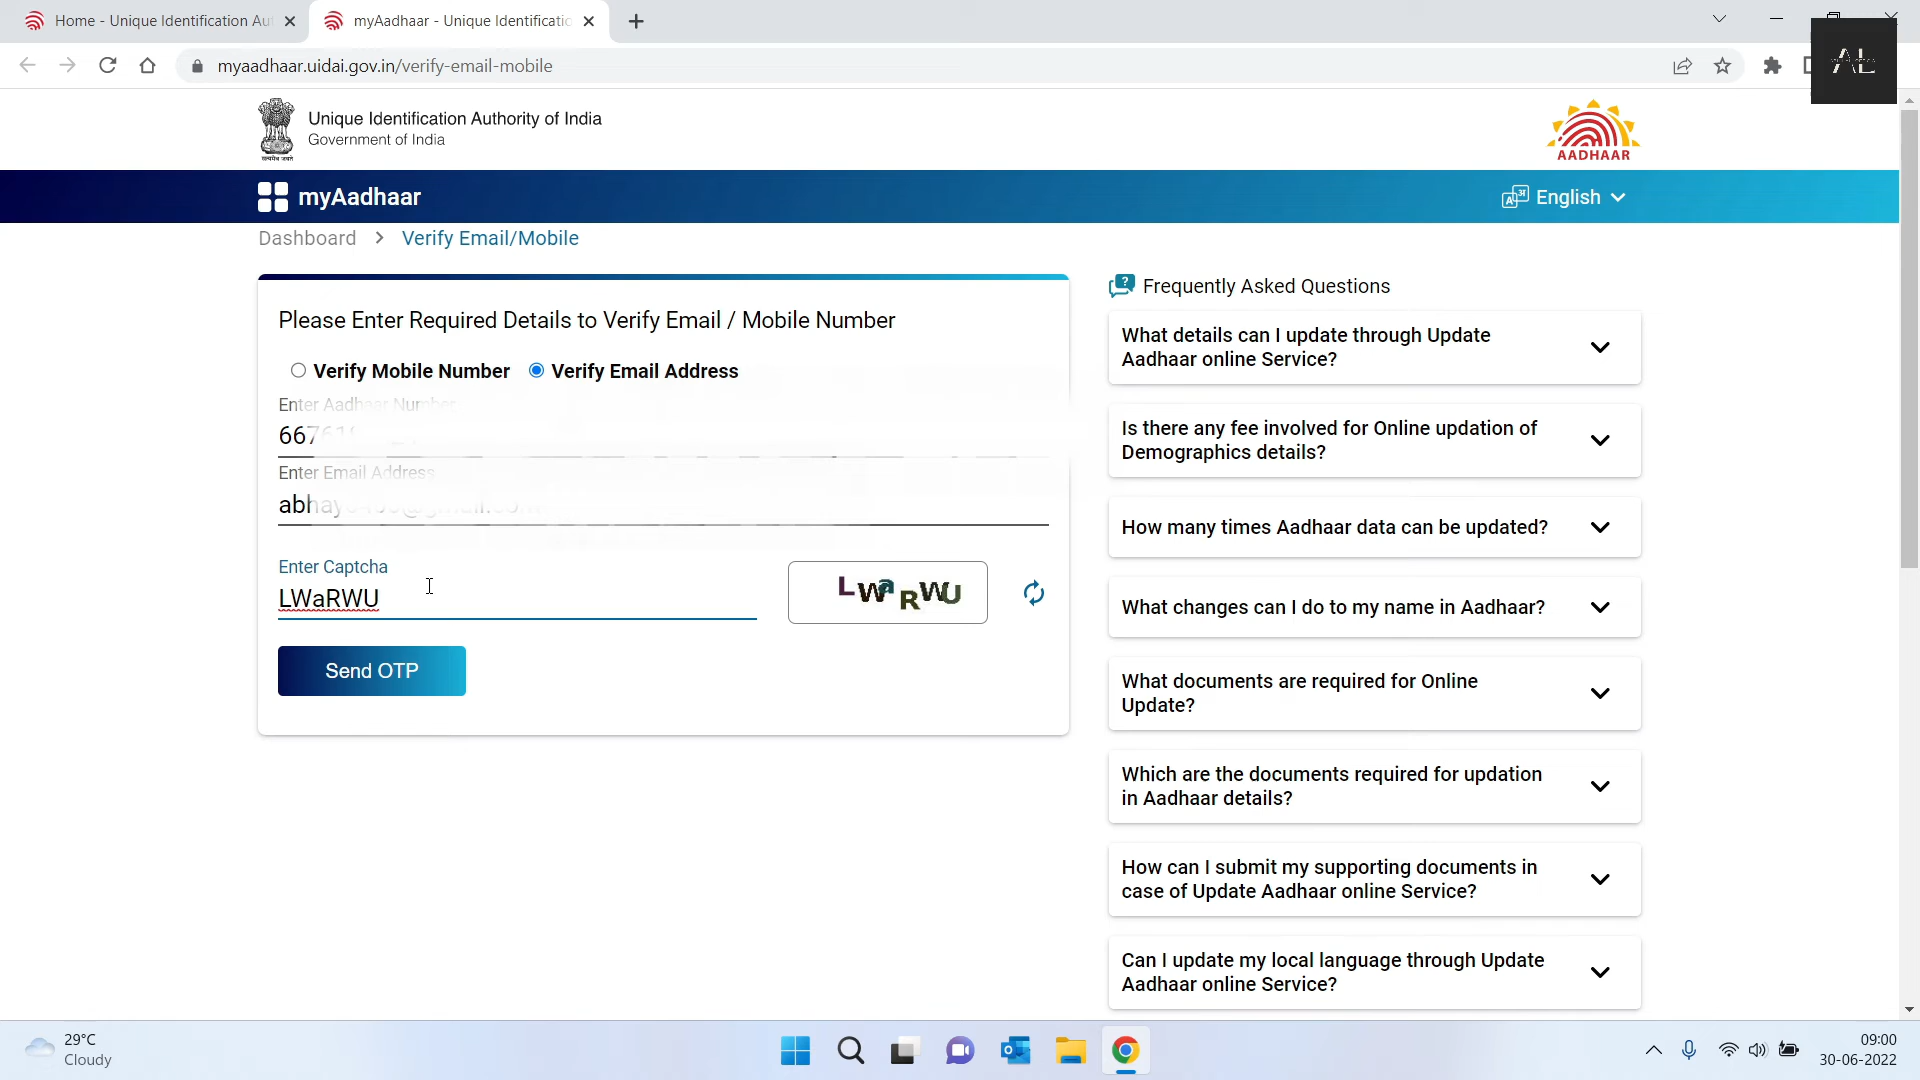 Home - Unique Identification Au
myAadhaar - Unique Identificatic
myaadhaar.uidai.gov.in/verify-email-mobile
AL
Unique Identification Authority of India
Government of India
सत्यमेव जयते
AADHAAR
myAadhaar
English
Dashboard > Verify Email/Mobile
Please Enter Required Details to Verify Email / Mobile Number
Verify Mobile Number Verify Email Address
Enter Aadhaar Number
Enter Email Address
Enter Captcha
LWaRWU
LWaRWU
Send OTP
Frequently Asked Questions
What details can I update through Update
Aadhaar online Service?
Is there any fee involved for Online updation of
Demographics details?
How many times Aadhaar data can be updated?
What changes can I do to my name in Aadhaar?
What documents are required for Online
Update?
Which are the documents required for updation
in Aadhaar details?
How can I submit my supporting documents in
case of Update Aadhaar online Service?
Can I update my local language through Update
Aadhaar online Service?
29°C
Cloudy
09:00
30-06-2022